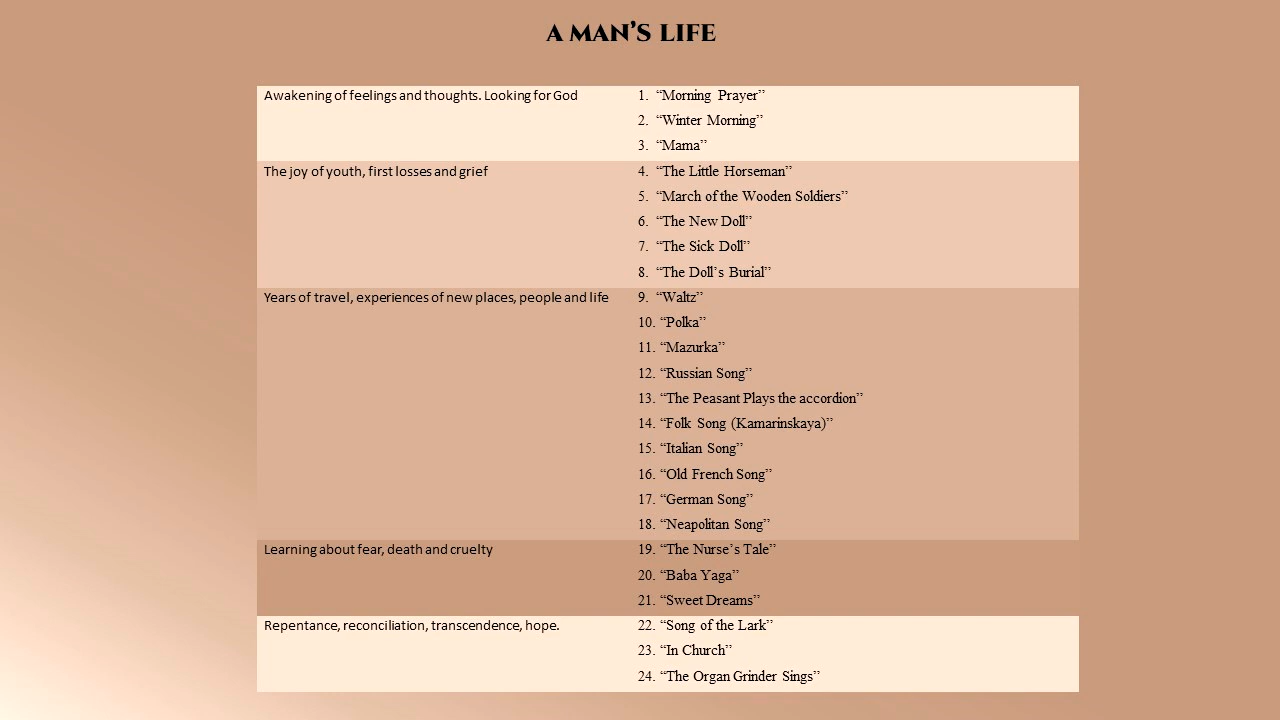 A MAN’S LIFE
Awakening of feelings and thoughts. Looking for God
1. “Morning Prayer”
2. “Winter Morning”
3. “Mama”
The joy of youth, first losses and grief
4. “The Little Horseman”
5. “March of the Wooden Soldiers”
6. “The New Doll”
7. “The Sick Doll”
8. “The Doll’s Burial”
Years of travel, experiences of new places, people and life
9. “Waltz”
10. “Polka”
11. “Mazurka”
12. “Russian Song”
13. “The Peasant Plays the accordion”
14. “Folk Song (Kamarinskaya)”
15. “Italian Song”
16. “Old French Song”
17. “German Song”
18. “Neapolitan Song”
Learning about fear, death and cruelty
19. “The Nurse’s Tale”
20. “Baba Yaga”
21. “Sweet Dreams”
Repentance, reconciliation, transcendence, hope.
22. “Song of the Lark”
23. “In Church”
24. “The Organ Grinder Sings”